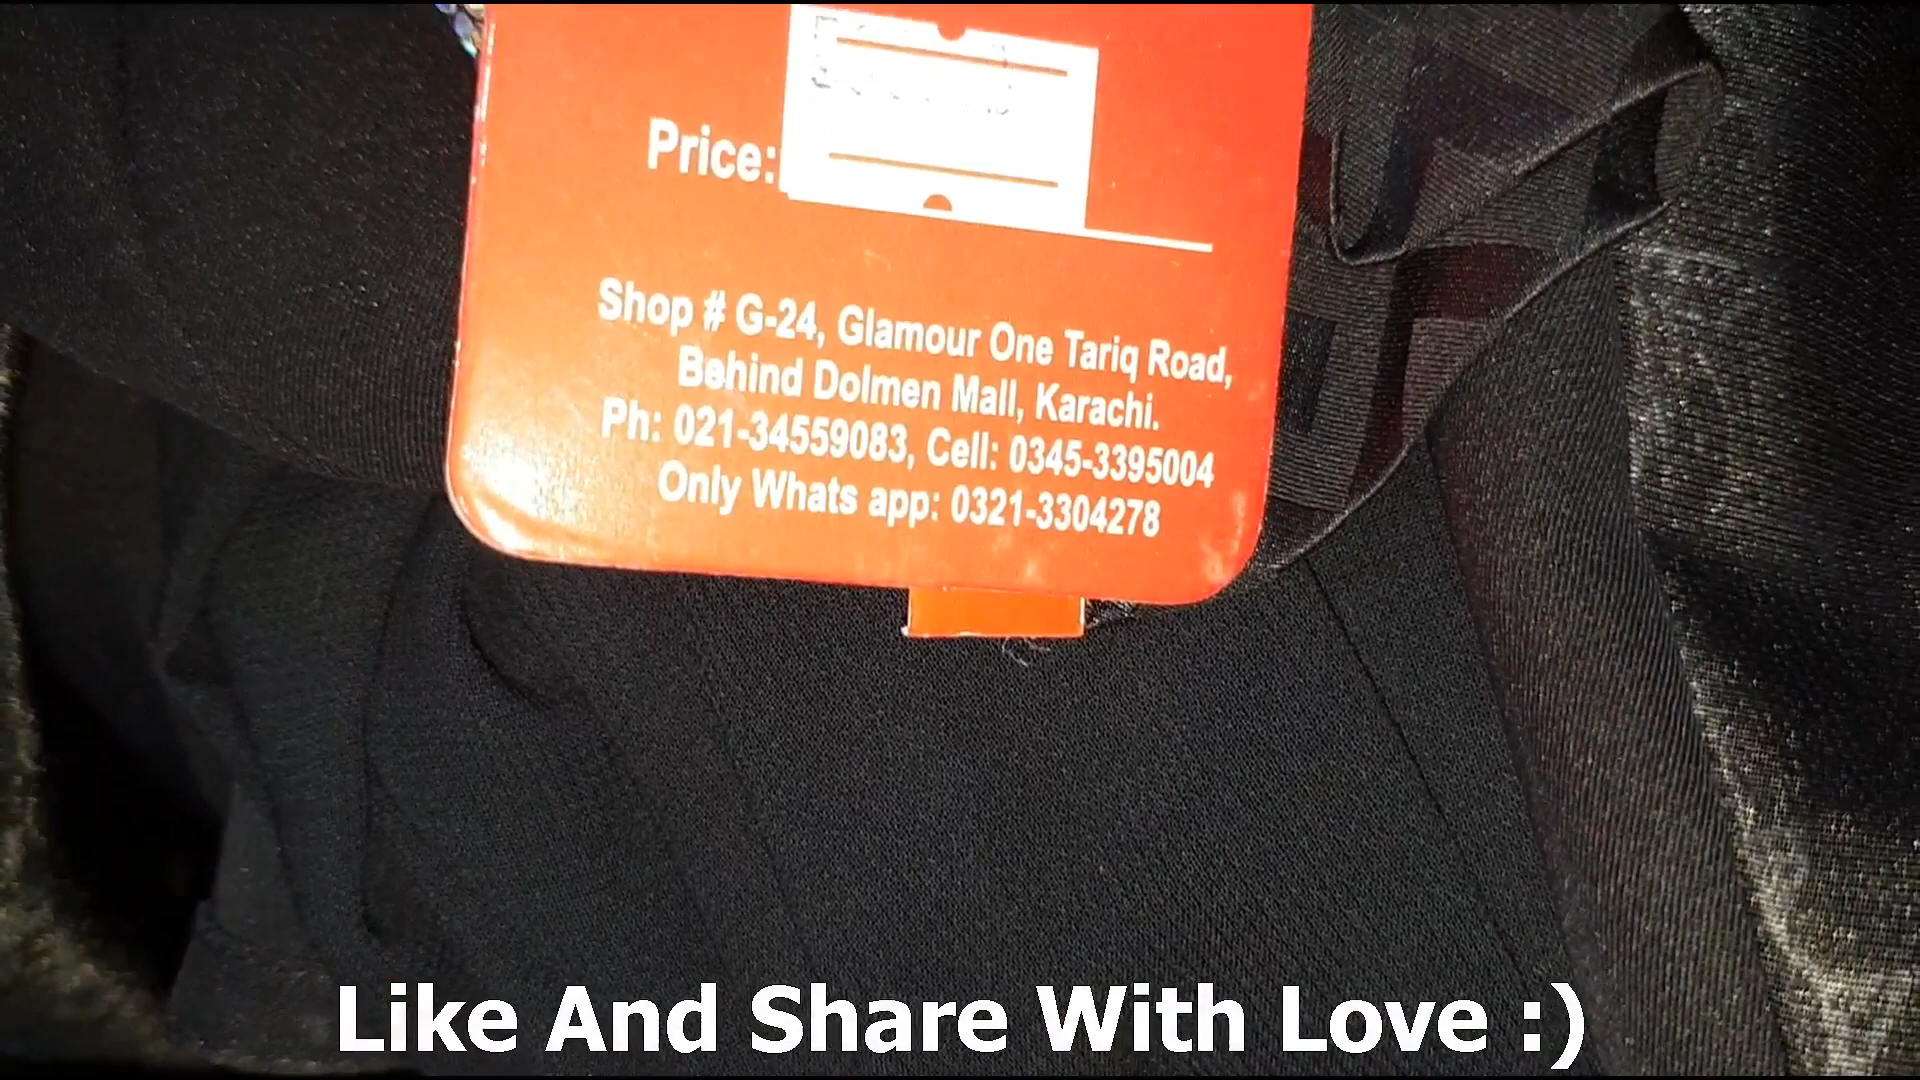 Price:
Shop # G-24, Glamour One Tariq Road,
Behind Dolmen Mall, Karachi.
Ph: 021-34559083, Cell: 0345-3395004
Only Whats app: 0321-3304278
Like And Share With Love :)